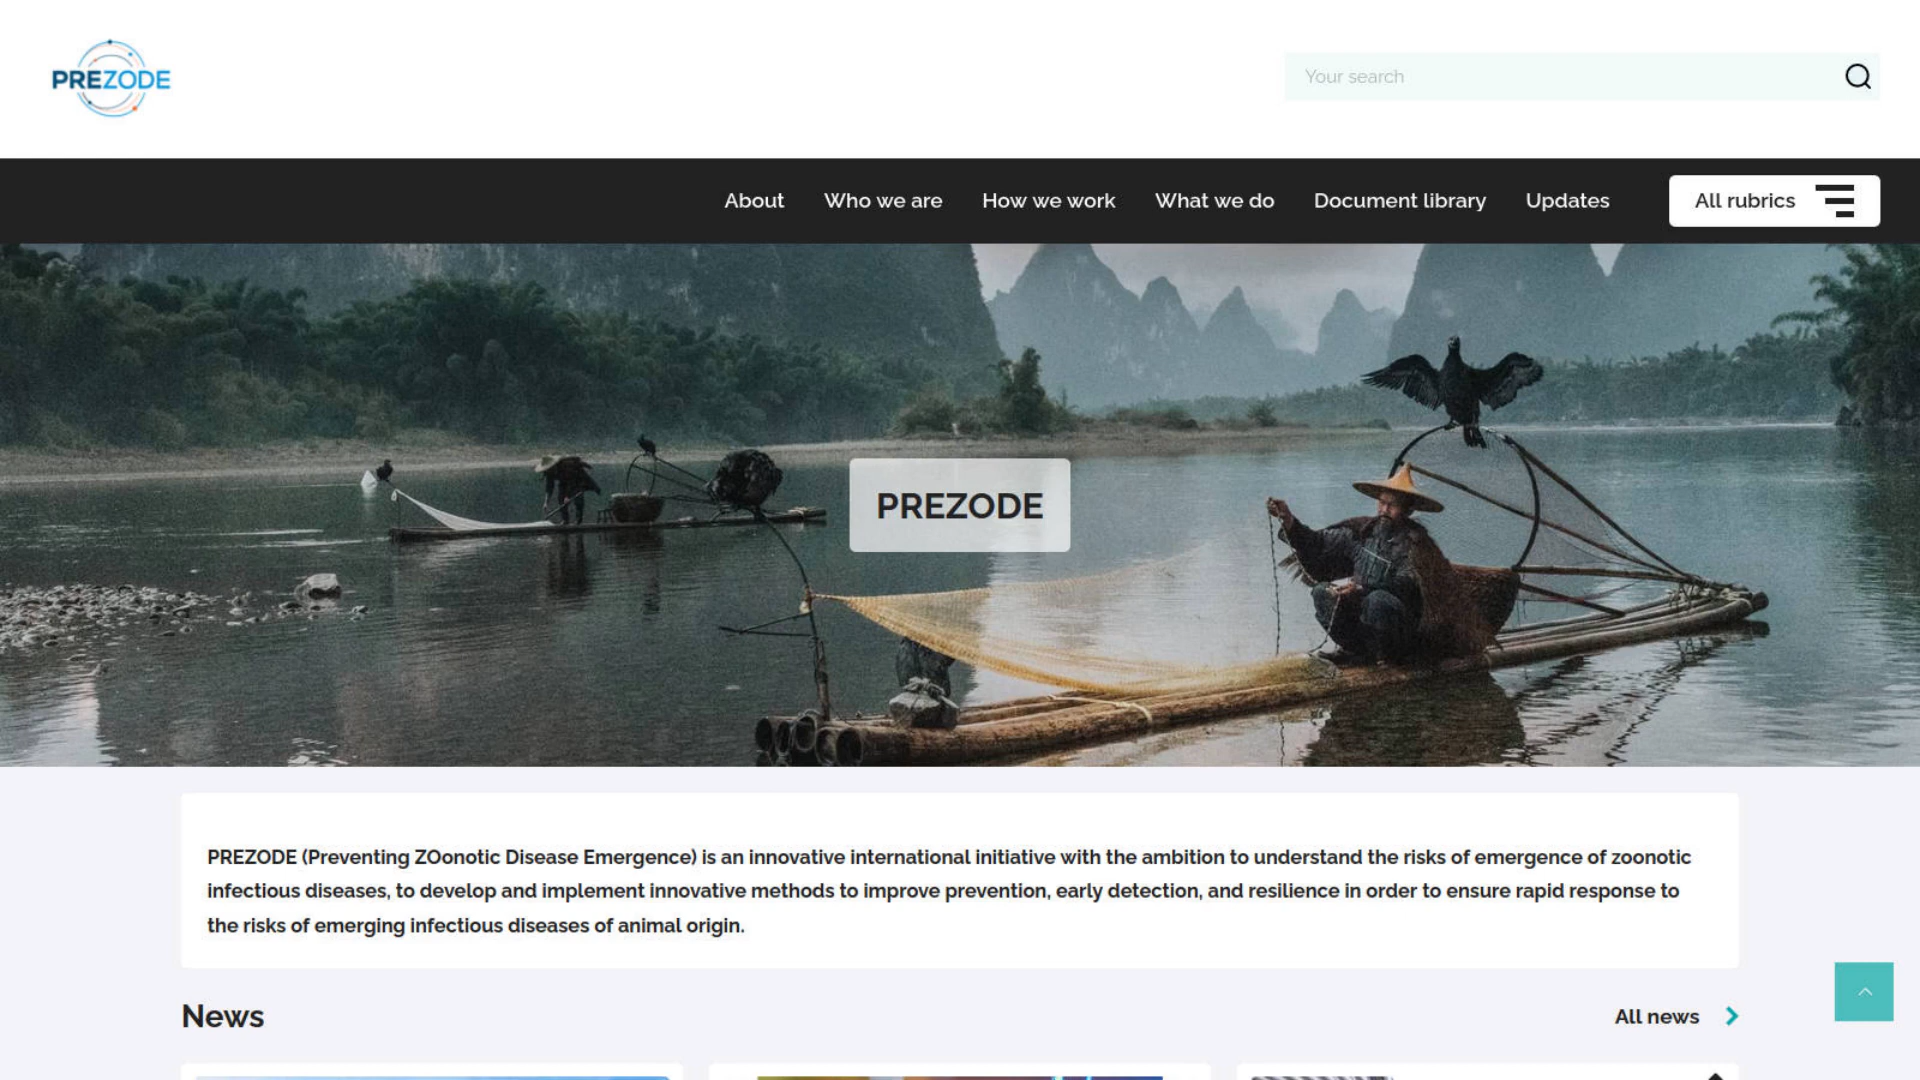 PREZODE
Your search
About
Who we are
How we work
What we do
Document library
Updates
All rubrics
PREZODE
PREZODE (Preventing ZOonotic Disease Emergence) is an innovative international initiative with the ambition to understand the risks of emergence of zoonotic
infectious diseases, to develop and implement innovative methods to improve prevention, early detection, and resilience in order to ensure rapid response to
the risks of emerging infectious diseases of animal origin.
News
All news